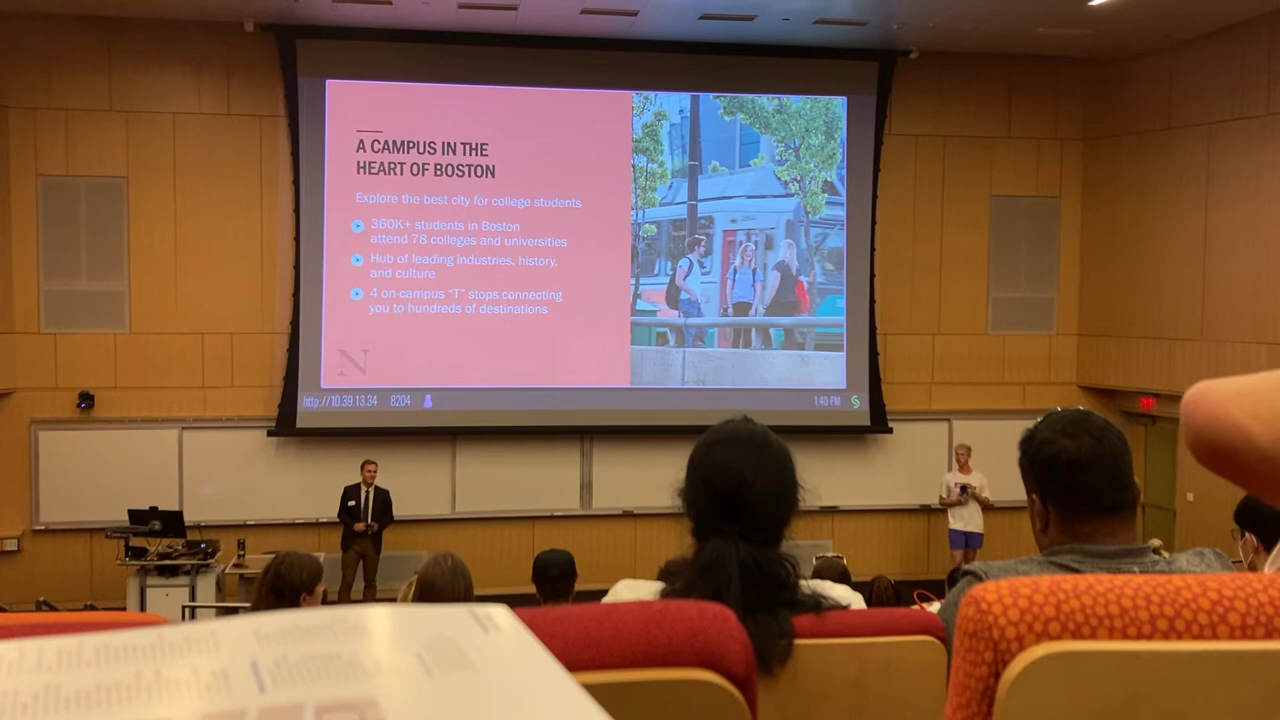 A CAMPUS IN THE
HEART OF BOSTON
Explore the best city for college students
360K+ students in Boston
attend 78 colleges and universities
Hub of leading industries, history,
and culture
4 on-campus “T” stops connecting
you to hundreds of destinations
N
http://10.39.13.34 8204 1:40 PM